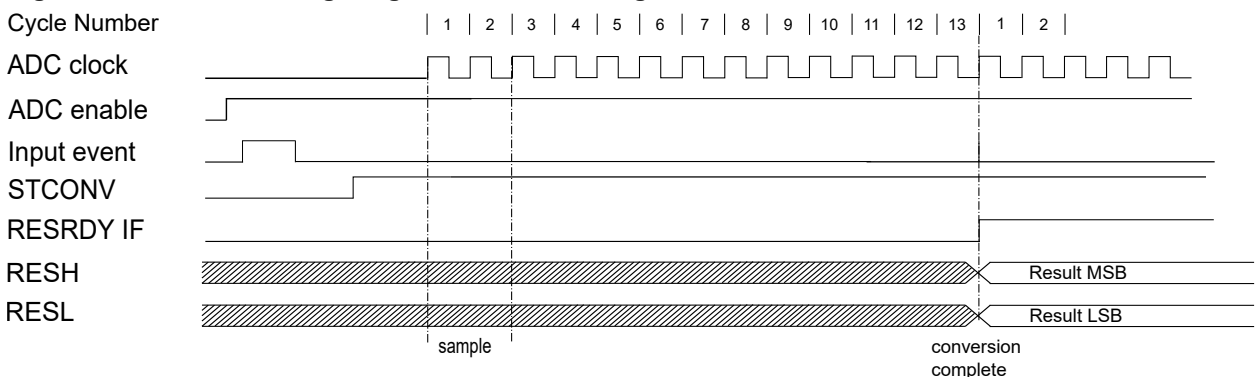 Cycle Number 1 2 3 4 5 6 7 8 9 10 11 12 13 1 2
ADC clock
ADC enable
Input event
STCONV
RESRDY IF
RESH Result MSB
RESL Result LSB
sample
conversion
complete